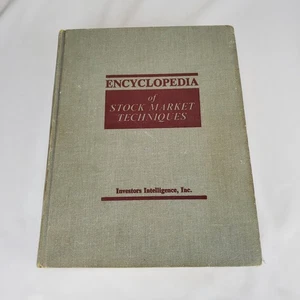 ENCYCLOPEDIA
of
STOCK MARKET
TECHNIQUES
Investors Intelligence, Inc.